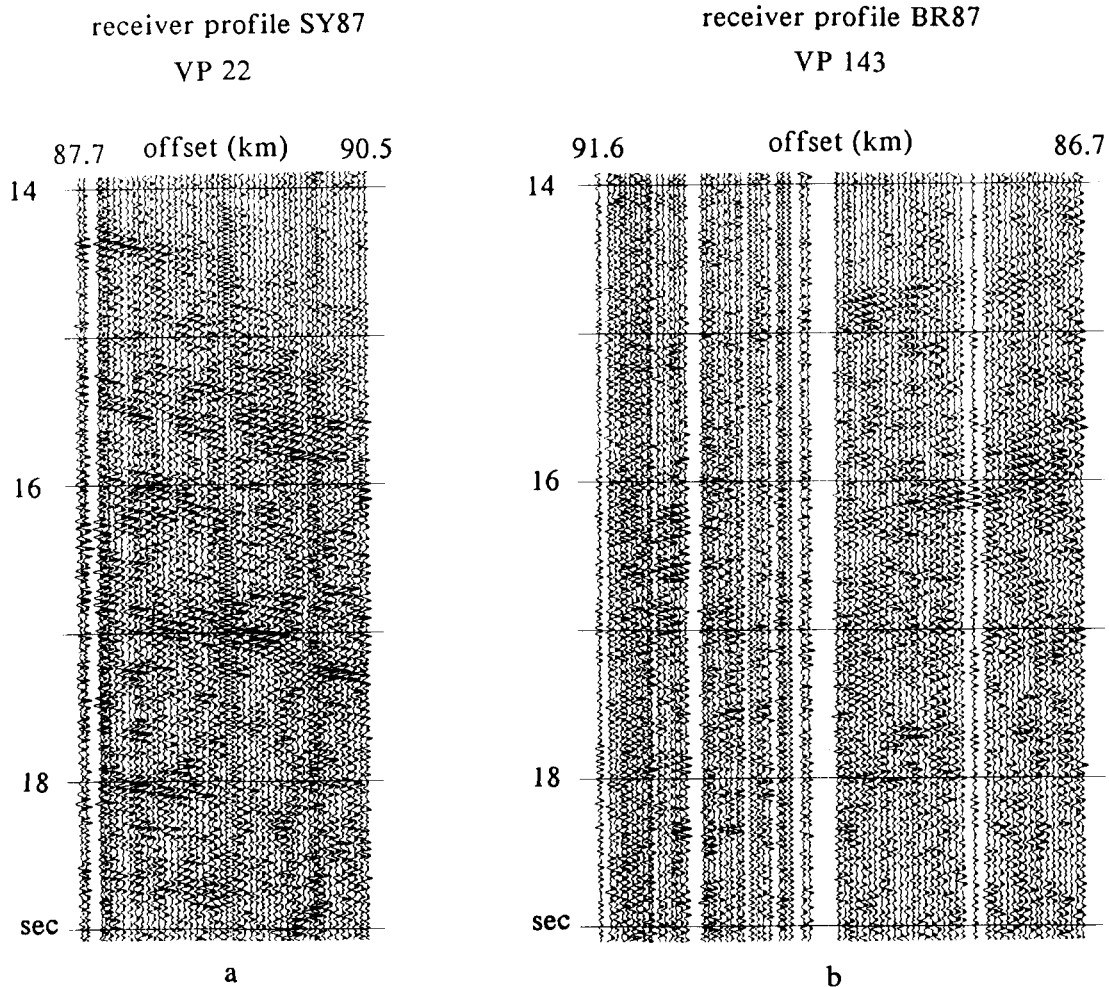 receiver profile SY87
VP 22
87.7 offset (km) 90.5
14
16
18
sec
a
receiver profile BR87
VP 143
91.6 offset (km) 86.7
14
16
18
sec
b